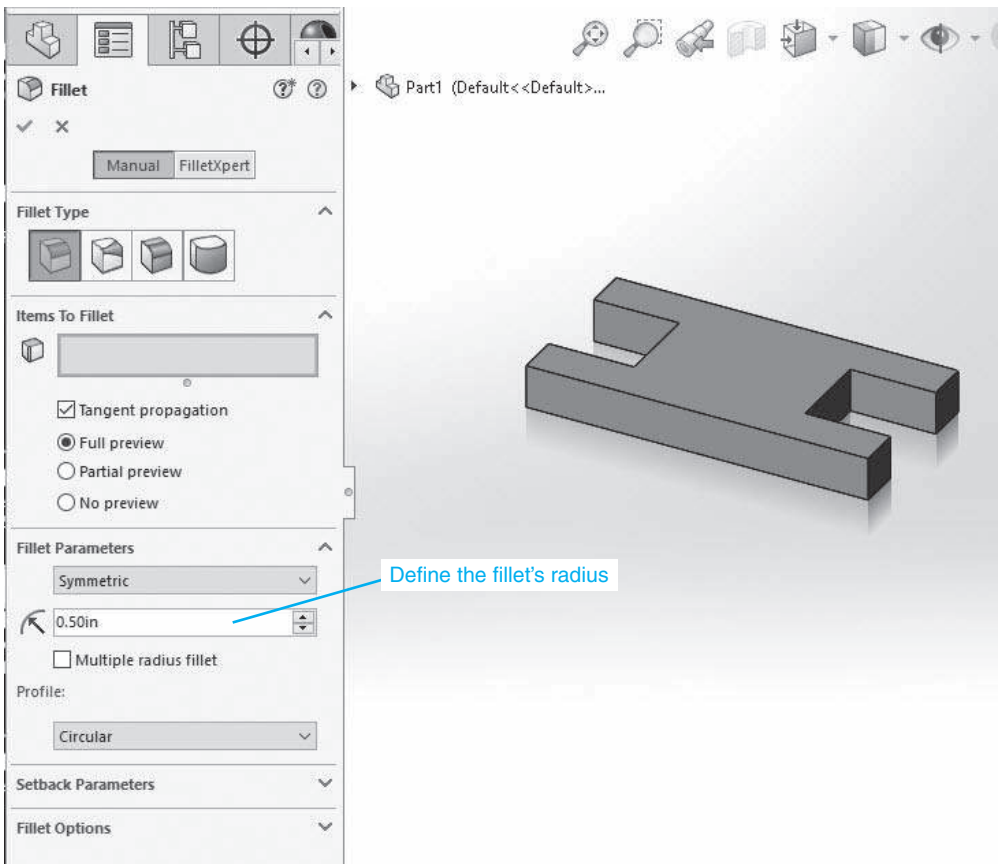 Fillet
Part1 (Default<<Default>...
Manual FilletXpert
Fillet Type
Items To Fillet
Tangent propagation
Full preview
Partial preview
No preview
Fillet Parameters
Symmetric
Define the fillet's radius
0.50in
Multiple radius fillet
Profile:
Circular
Setback Parameters
Fillet Options